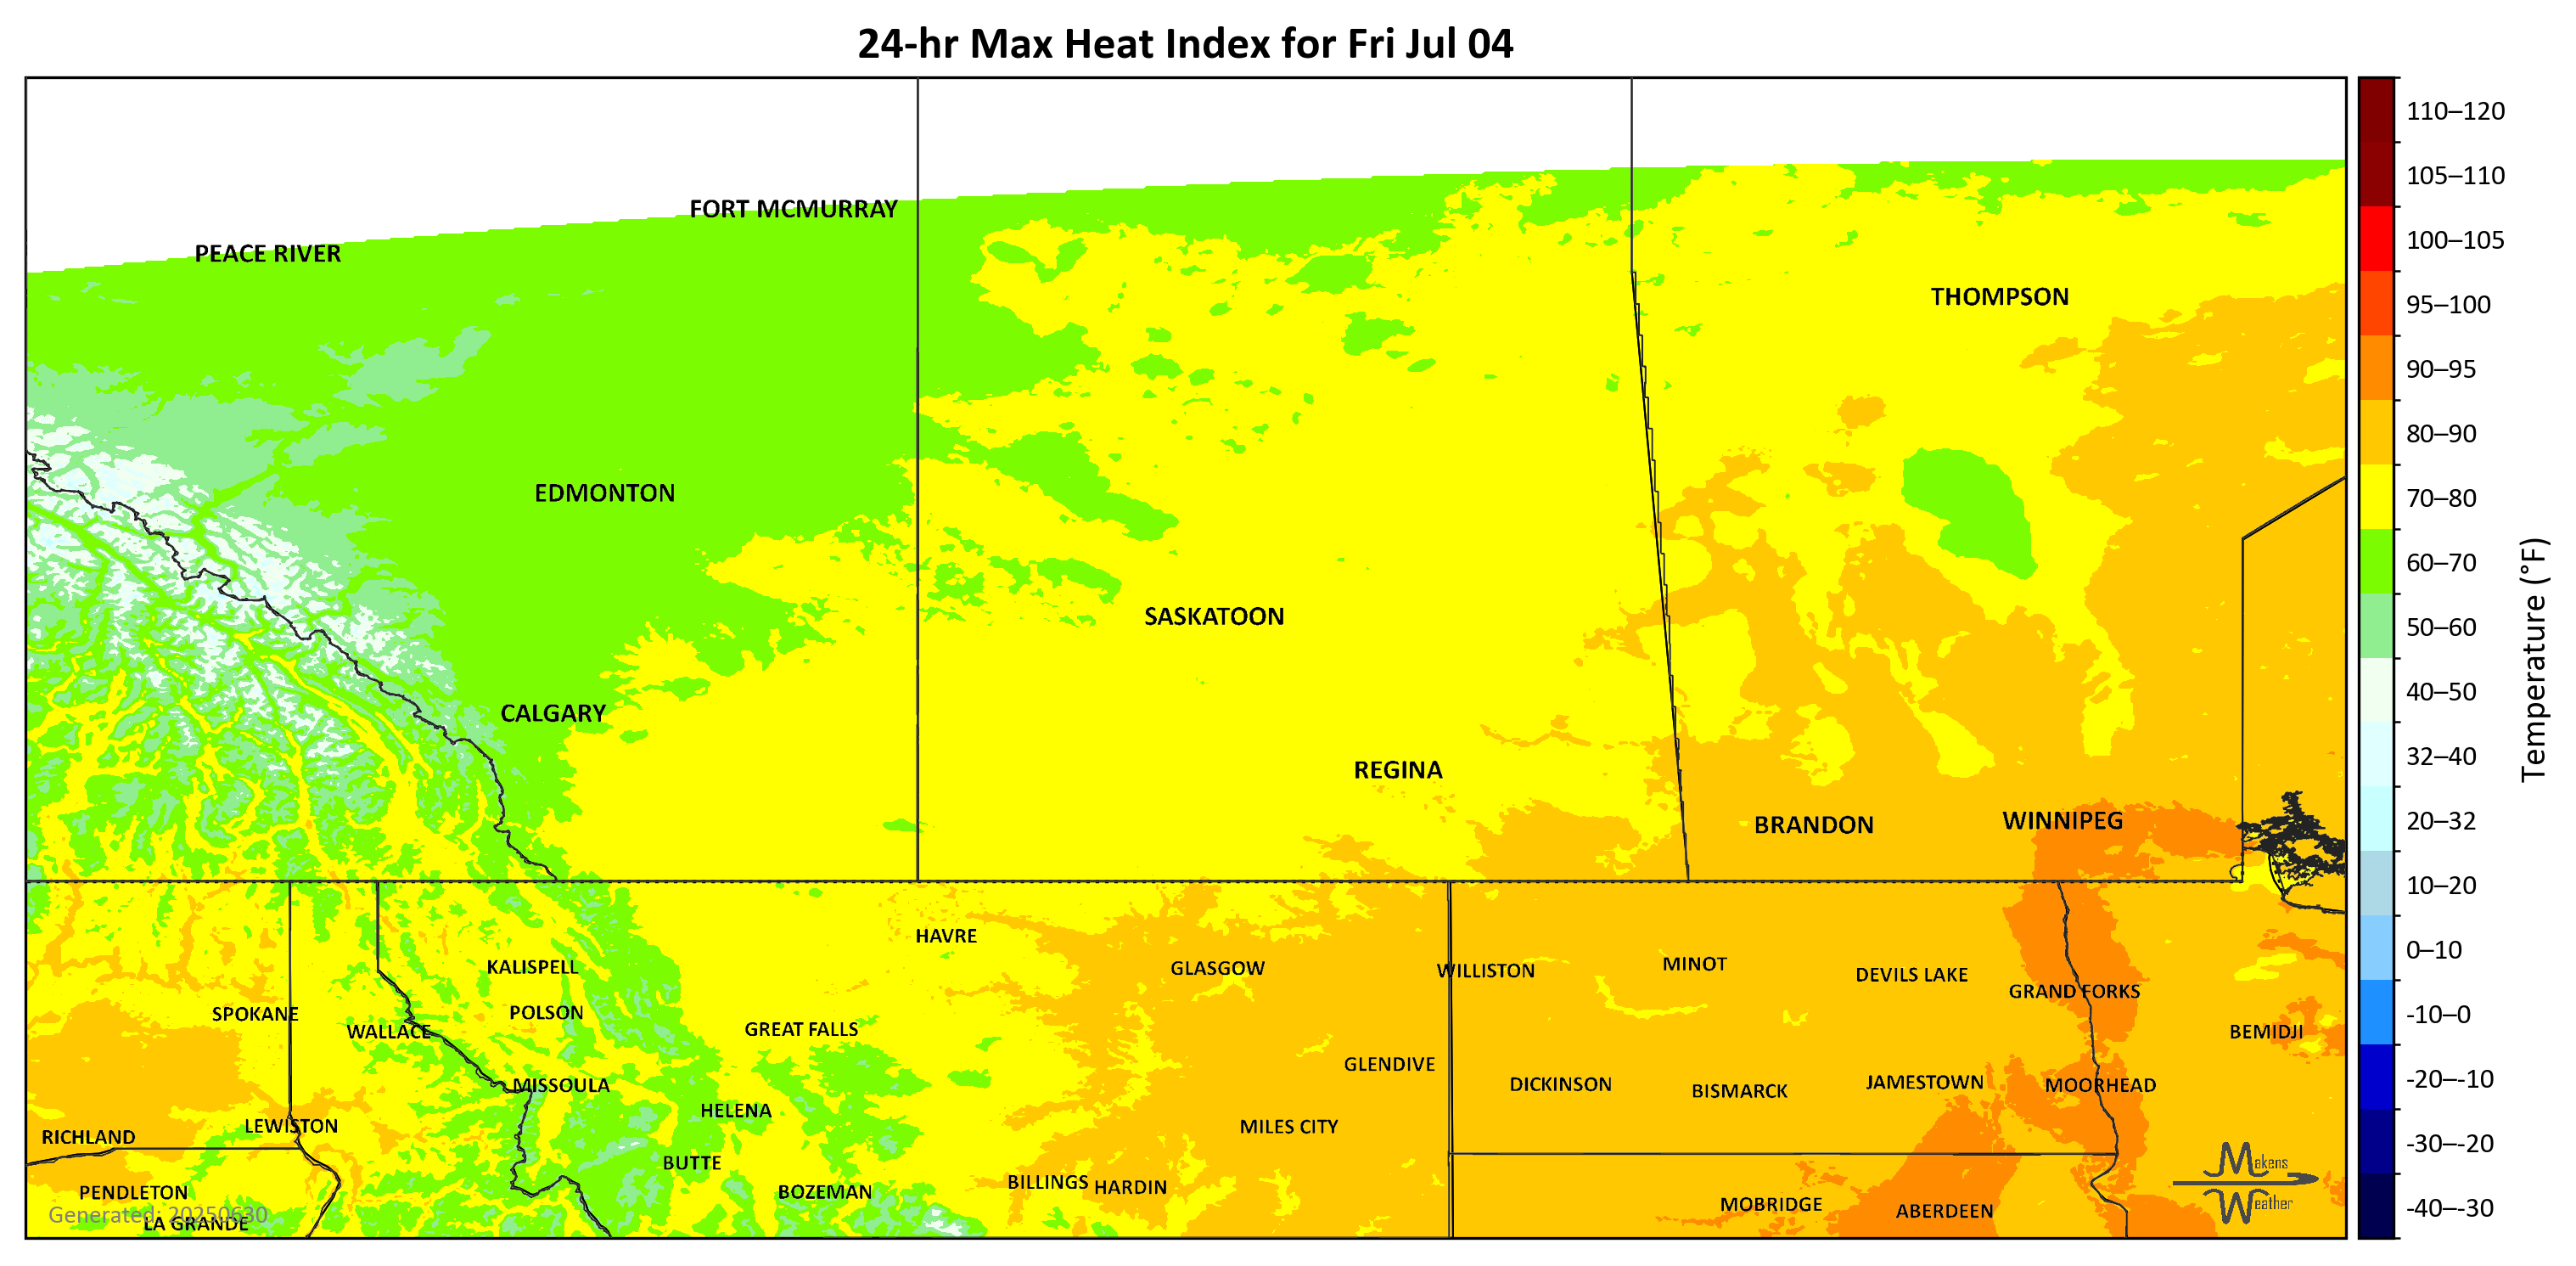 24-hr Max Heat Index for Fri Jul 04
110–120
105–110
100–105
95–100
90–95
80–90
70–80
60–70
50–60
40–50
32–40
20–32
10–20
0–10
-10–0
-20–-10
-30–-20
-40–-30
Temperature (°F)
FORT MCMURRAY
PEACE RIVER
THOMPSON
EDMONTON
SASKATOON
CALGARY
REGINA
BRANDON
WINNIPEG
HAVRE
KALISPELL
GLASGOW
WILLISTON
MINOT
DEVILS LAKE
GRAND FORKS
SPOKANE
POLSON
WALLACE
GREAT FALLS
BEMIDJI
GLENDIVE
MISSOULA
DICKINSON
BISMARCK
JAMESTOWN
MOORHEAD
HELENA
LEWISTON
MILES CITY
RICHLAND
BUTTE
BILLINGS
HARDIN
PENDLETON
BOZEMAN
MOBRIDGE
ABERDEEN
Generated: 20250630
LA GRANDE
Makens
Weather